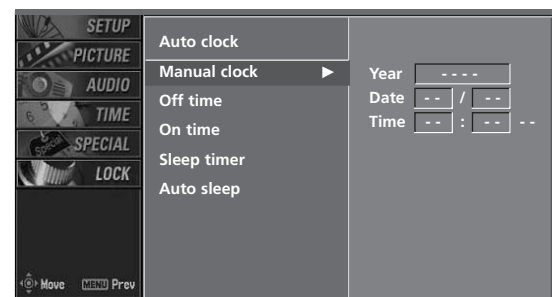 SETUP
PICTURE
AUDIO
TIME
SPECIAL
LOCK
Move MENU Prev
Auto clock
Manual clock ►
Off time
On time
Sleep timer
Auto sleep
Year - - - -
Date - - / - -
Time - - : - - - -